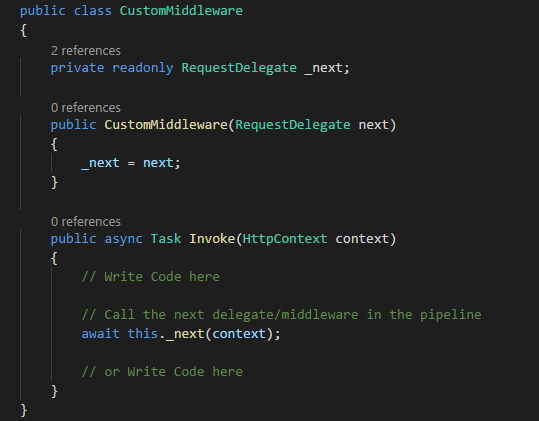 public class CustomMiddleware
{
2 references
private readonly RequestDelegate _next;
0 references
public CustomMiddleware(RequestDelegate next)
{
_next = next;
}
0 references
public async Task Invoke(HttpContext context)
{
// Write Code here
// Call the next delegate/middleware in the pipeline
await this._next(context);
// or Write Code here
}
}